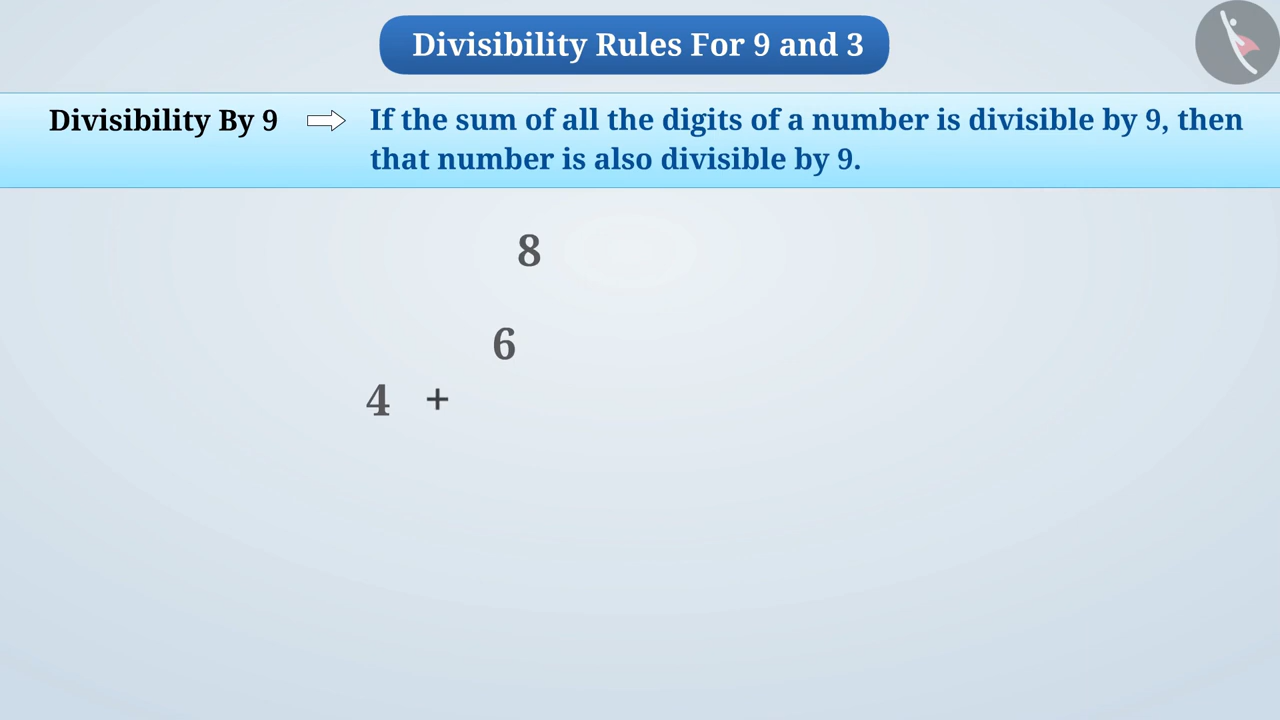 Divisibility Rules For 9 and 3
Divisibility By 9 ⇨ If the sum of all the digits of a number is divisible by 9, then
that number is also divisible by 9.
8
6
4 +